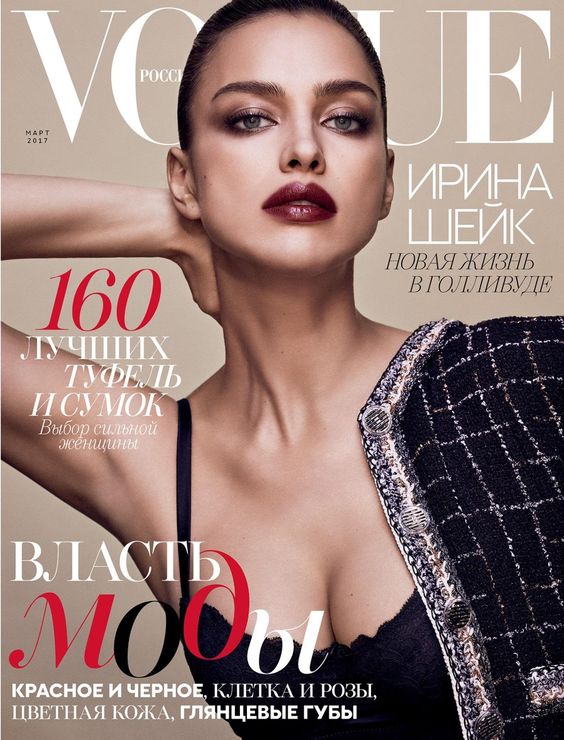 VOGUE
РОССИЯ
МАРТ
2017
ИРИНА
ШЕЙК
НОВАЯ ЖИЗНЬ
В ГОЛЛИВУДЕ
160
ЛУЧШИХ
ТУФЕЛЬ
И СУМОК
Выбор сильной
женщины
ВЛАСТЬ
моды
КРАСНОЕ И ЧЕРНОЕ, КЛЕТКА И РОЗЫ,
ЦВЕТНАЯ КОЖА, ГЛЯНЦЕВЫЕ ГУБЫ